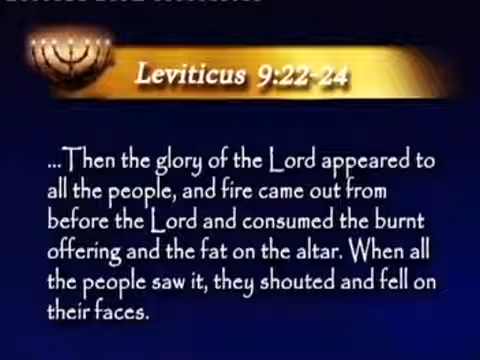 Leviticus 9:22-24
...Then the glory of the Lord appeared to
all the people, and fire came out from
before the Lord and consumed the burnt
offering and the fat on the altar. When all
the people saw it, they shouted and fell on
their faces.